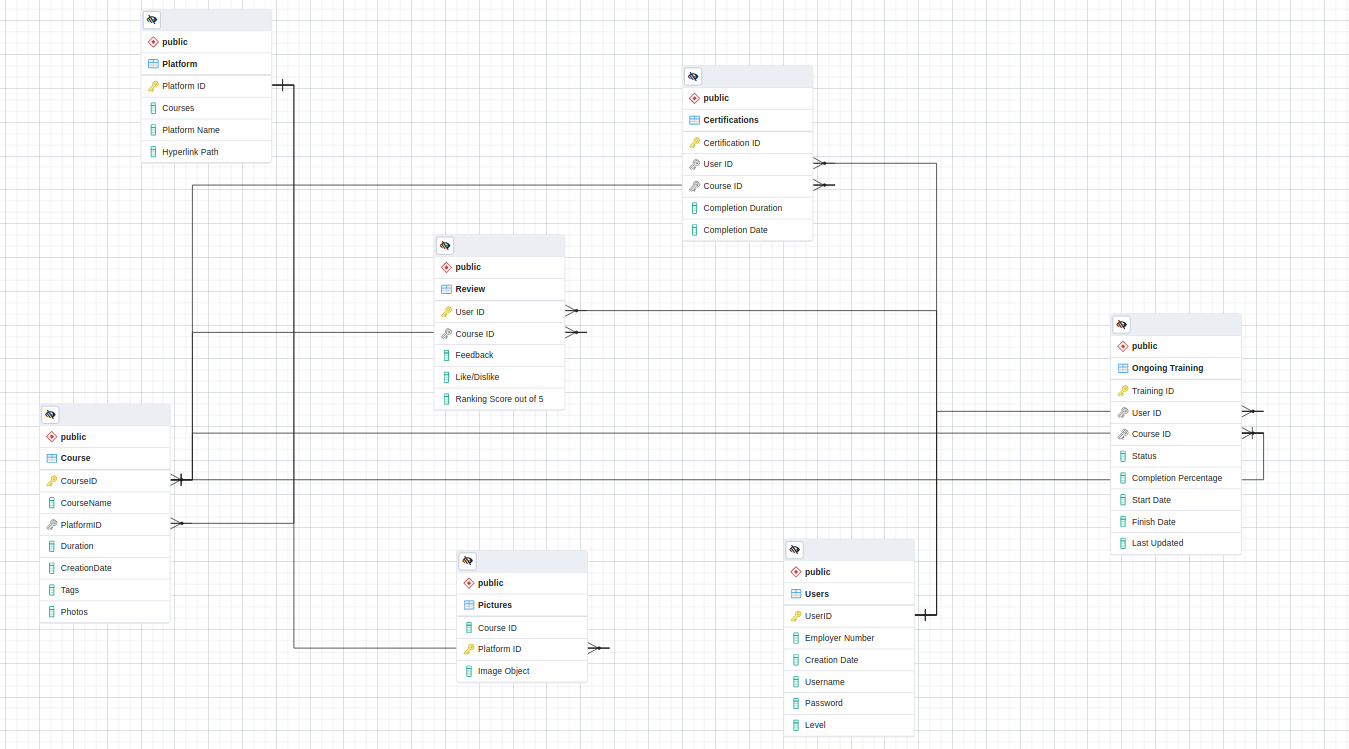 public
Platform
Platform ID
Courses
Platform Name
Hyperlink Path
public
Certifications
Certification ID
User ID
Course ID
Completion Duration
Completion Date
public
Review
User ID
Course ID
Feedback
Like/Dislike
Ranking Score out of 5
public
Ongoing Training
Training ID
User ID
Course ID
Status
Completion Percentage
Start Date
Finish Date
Last Updated
public
Course
CourseID
CourseName
PlatformID
Duration
CreationDate
Tags
Photos
public
Pictures
Course ID
Platform ID
Image Object
public
Users
UserID
Employer Number
Creation Date
Username
Password
Level